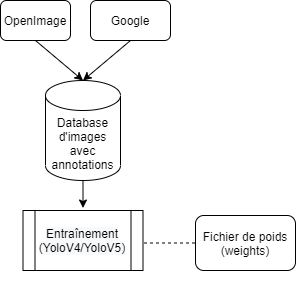 OpenImage
Google
Database
d'images
avec
annotations
Entraînement
(YoloV4/YoloV5)
Fichier de poids
(weights)